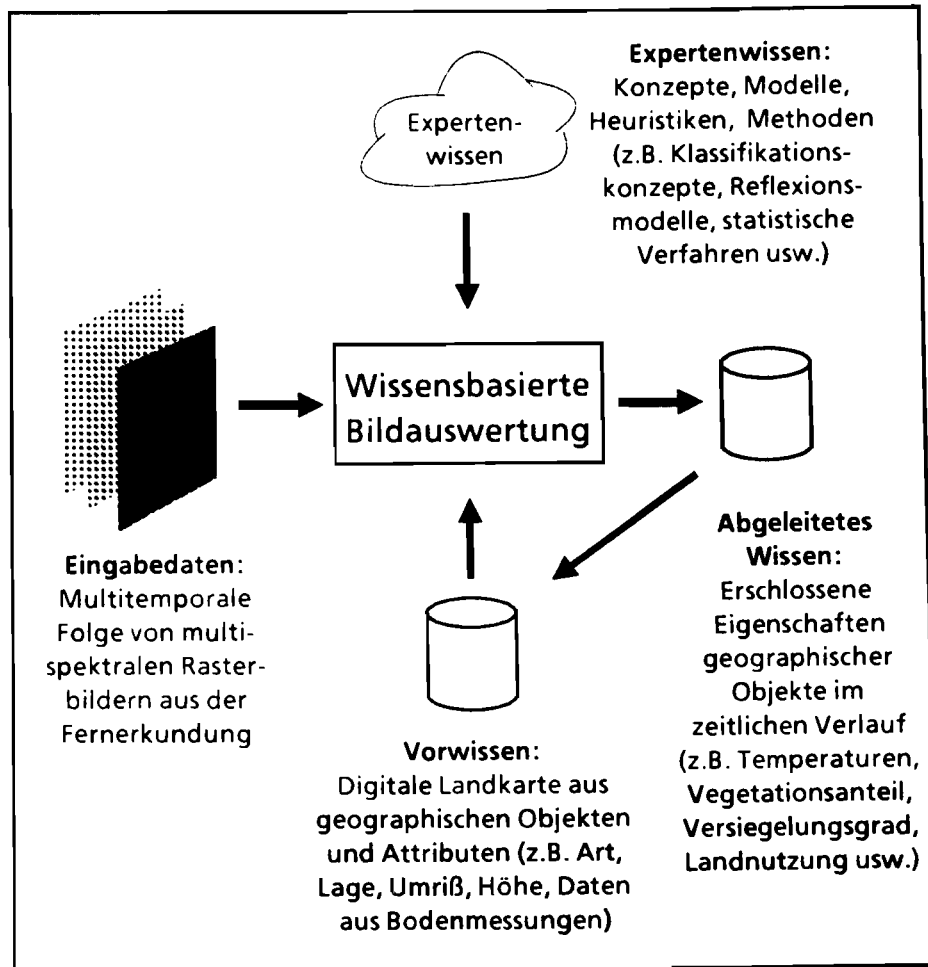 Experten-
wissen
Expertenwissen:
Konzepte, Modelle,
Heuristiken, Methoden
(z.B. Klassifikations-
konzepte, Reflexions-
modelle, statistische
Verfahren usw.)
Wissensbasierte
Bildauswertung
Eingabedaten:
Multitemporale
Folge von multi-
spektralen Raster-
bildern aus der
Fernerkundung
Vorwissen:
Digitale Landkarte aus
geographischen Objekten
und Attributen (z.B. Art,
Lage, Umriß, Höhe, Daten
aus Bodenmessungen)
Abgeleitetes
Wissen:
Erschlossene
Eigenschaften
geographischer
Objekte im
zeitlichen Verlauf
(z.B. Temperaturen,
Vegetationsanteil,
Versiegelungsgrad,
Landnutzung usw.)